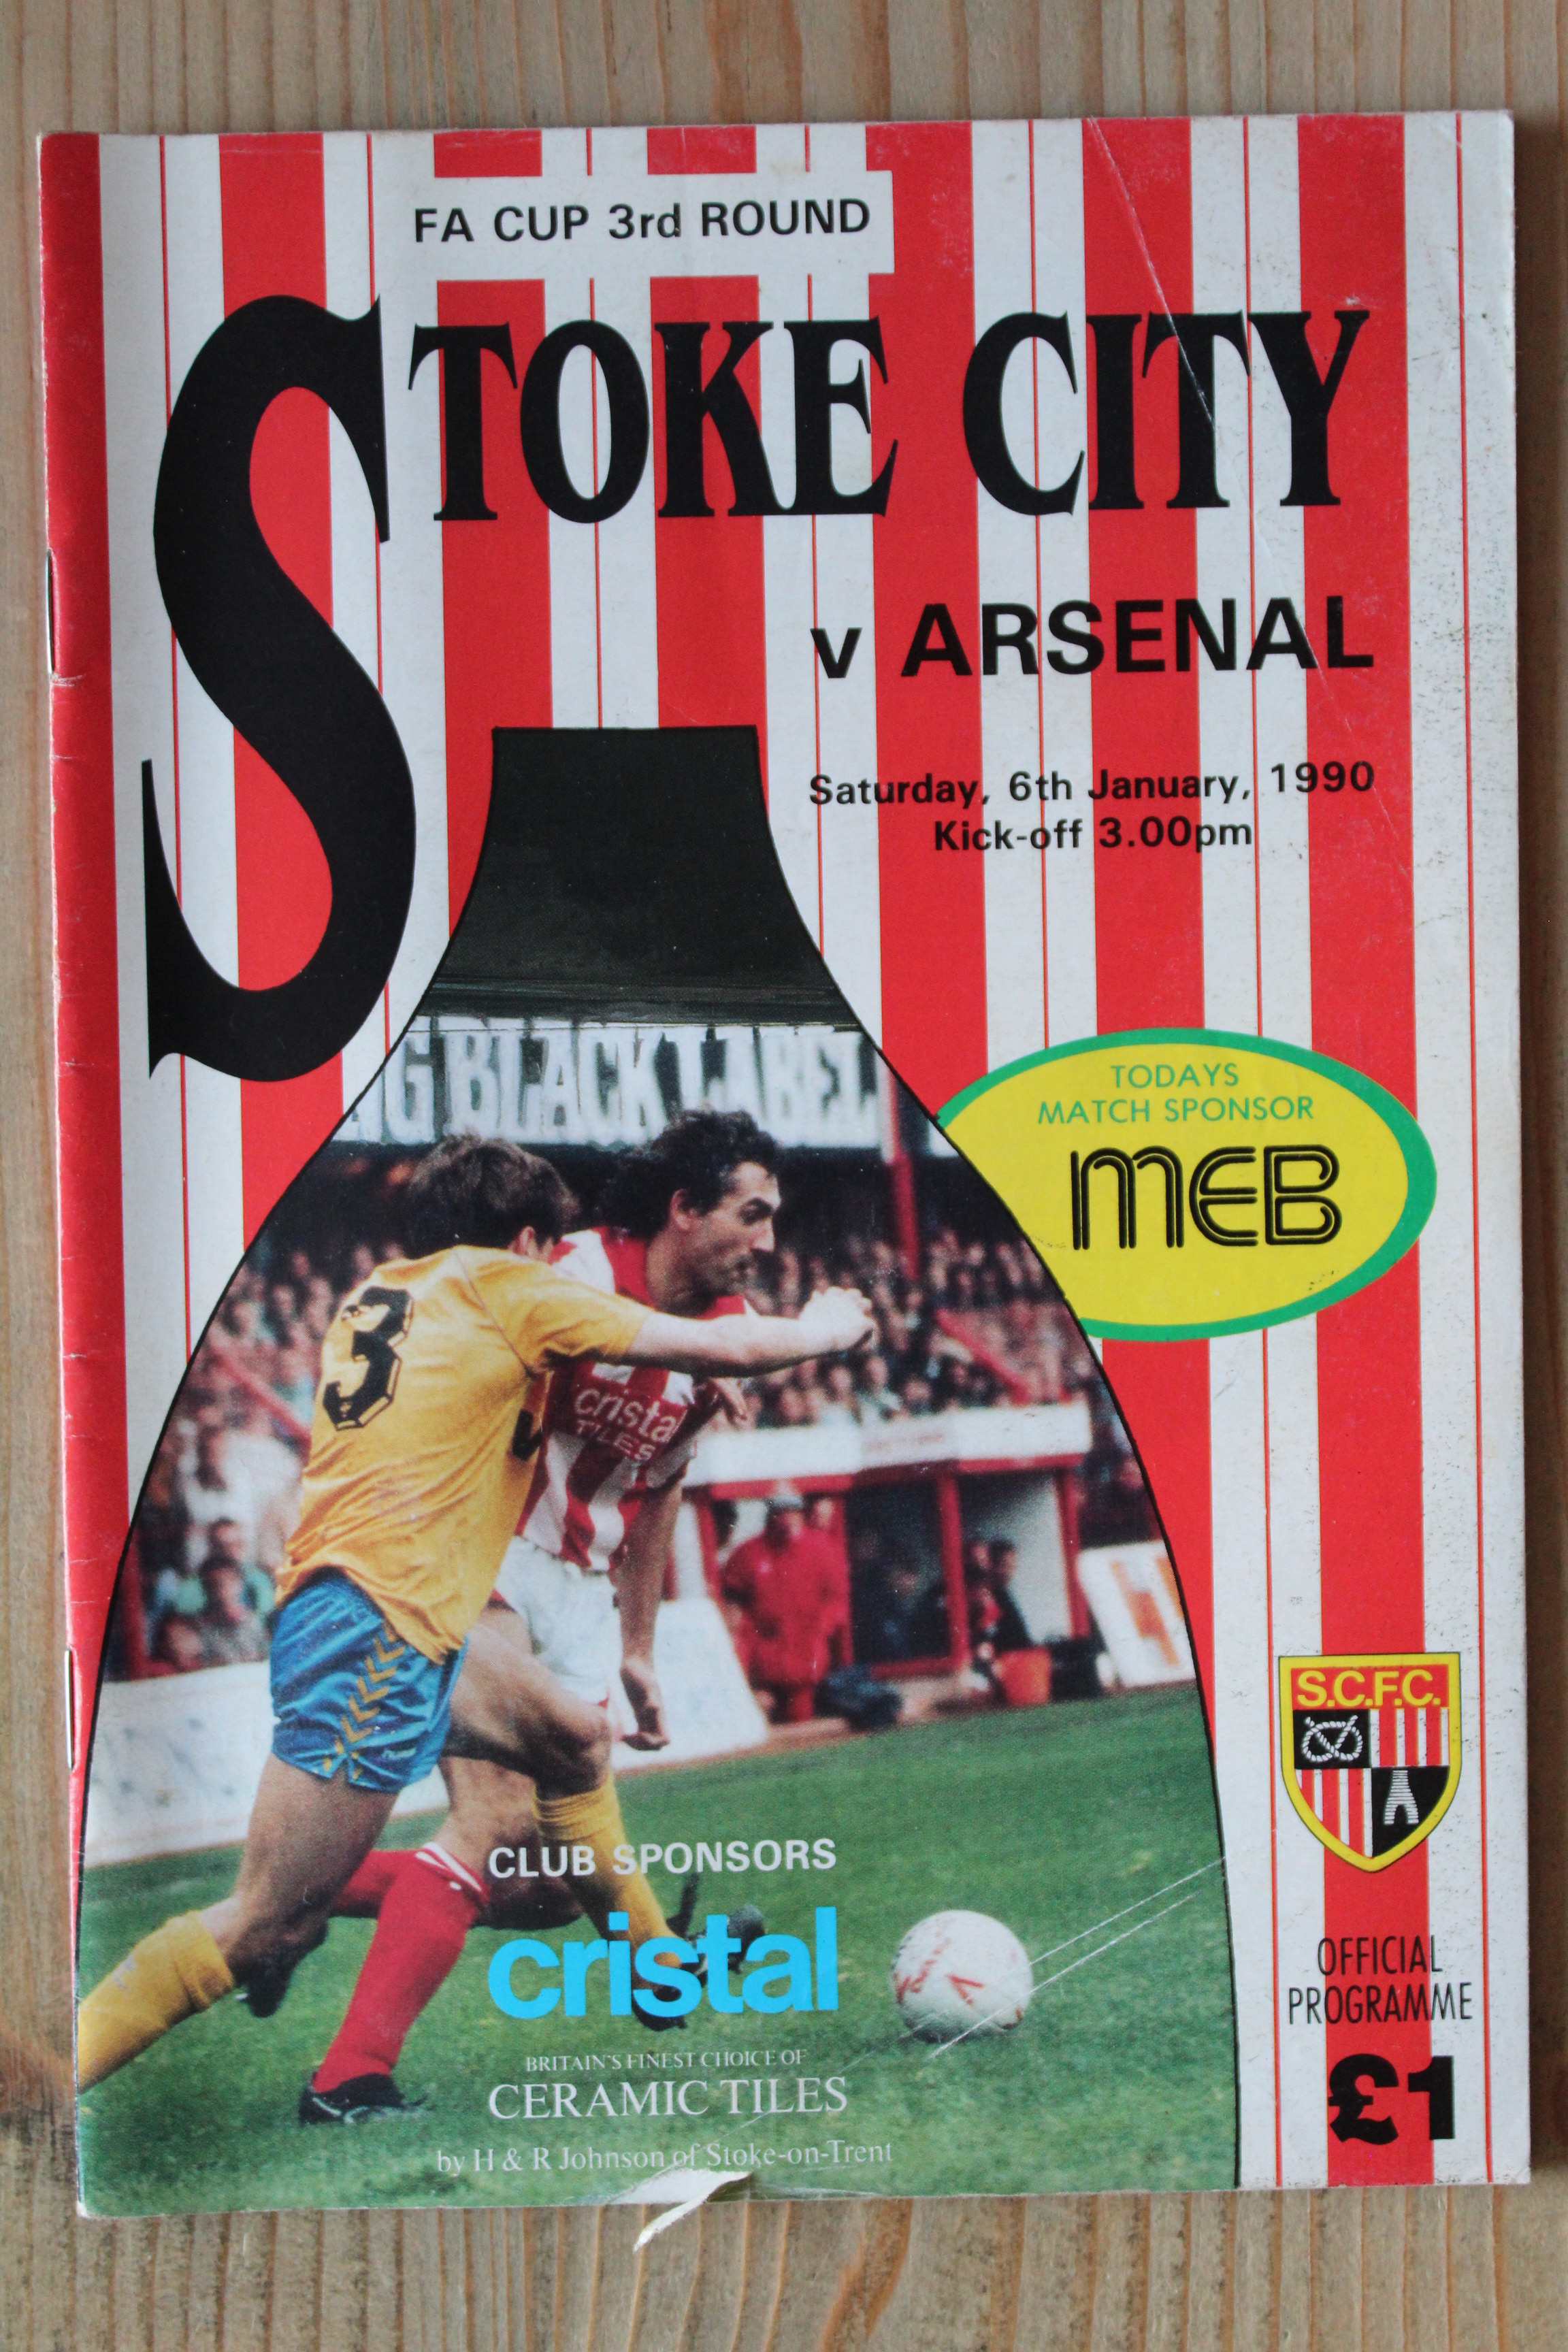 FA CUP 3rd ROUND
STOKE CITY
v ARSENAL
Saturday, 6th January, 1990
Kick-off 3.00pm
G BLACK LABEL
TODAYS
MATCH SPONSOR
MEB
3
cristal
TILES
S.C.F.C.
CLUB SPONSORS
cristal
BRITAIN'S FINEST CHOICE OF
CERAMIC TILES
by H & R Johnson of Stoke-on-Trent
OFFICIAL
PROGRAMME
£1